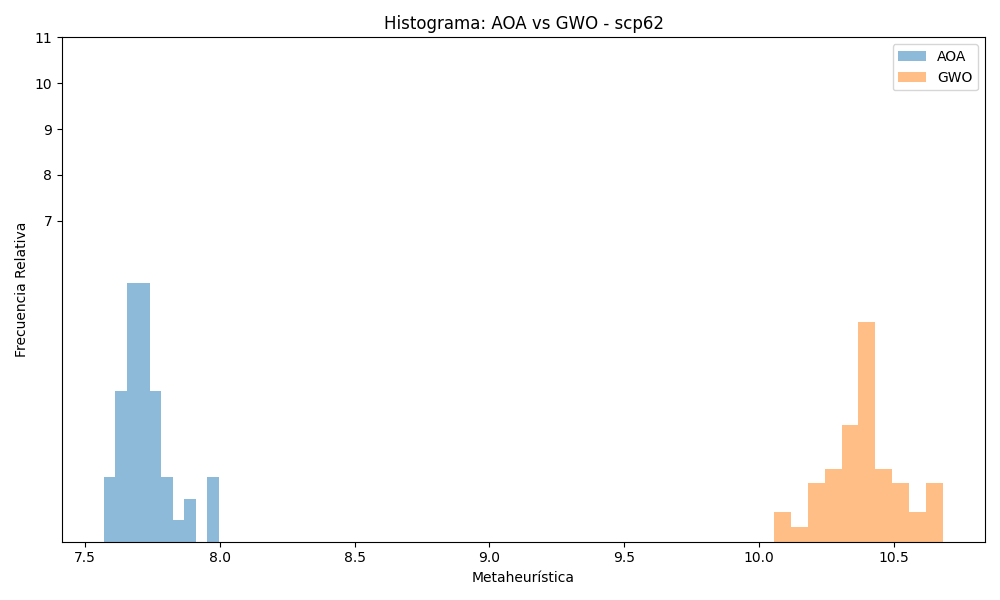 Histograma: AOA vs GWO - scp62
AOA
GWO
11
10
9
8
7
Frecuencia Relativa
7.5 8.0 8.5 9.0 9.5 10.0 10.5
Metaheurística